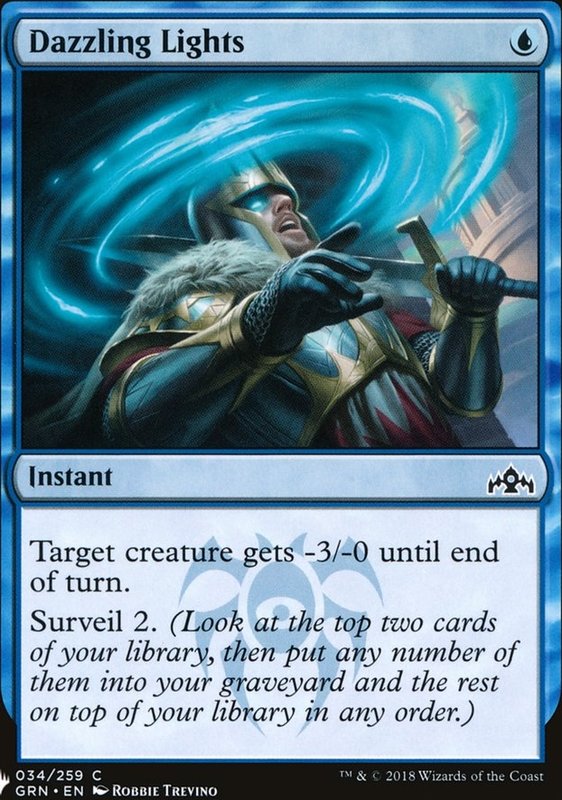 Dazzling Lights
Instant
Target creature gets -3/-0 until end
of turn.
Surveil 2. (Look at the top two cards
of your library, then put any number of
them into your graveyard and the rest
on top of your library in any order.)
034/259 C
GRN • EN Robbie Trevino
™ & © 2018 Wizards of the Coast